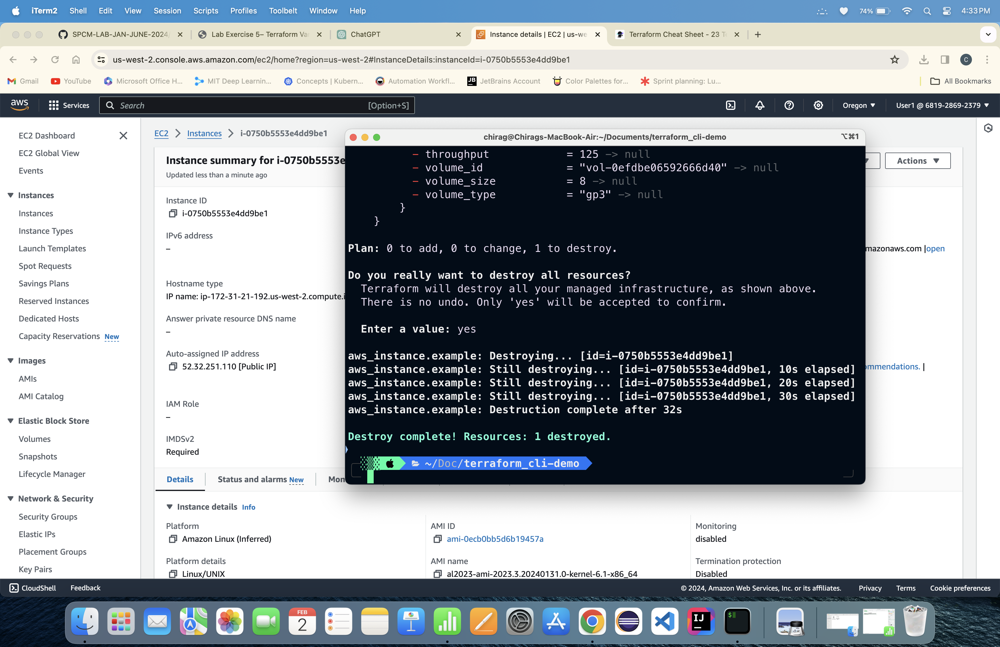 iTerm2 Shell Edit View Session Scripts Profiles Toolbelt Window Help 74% 4:33 PM
SPCM-LAB-JAN-JUNE-2024/ Lab Exercise 5– Terraform Va ChatGPT Instance details | EC2 | us-we Terraform Cheat Sheet - 23 Te
us-west-2.console.aws.amazon.com/ec2/home?region=us-west-2#InstanceDetails:instanceId=i-0750b5553e4dd9be1 C
Gmail YouTube Microsoft Office H... MIT Deep Learnin... Concepts | Kubern... Automation Workfl... JB JetBrains Account Color Palettes for... Sprint planning: Lu... All Bookmarks
aws Services Search [Option+S] Oregon User1 @ 6819-2869-2379
EC2 Dashboard
EC2 Global View
Events
Instances
Instances
Instance Types
Launch Templates
Spot Requests
Savings Plans
Reserved Instances
Dedicated Hosts
Capacity Reservations New
Images
AMIs
AMI Catalog
Elastic Block Store
Volumes
Snapshots
Lifecycle Manager
Network & Security
Security Groups
Elastic IPs
Placement Groups
Key Pairs
EC2 Instances i-0750b5553e4dd9be1
Instance summary for i-0750b5553e
Updated less than a minute ago
Actions
Instance ID
i-0750b5553e4dd9be1
IPv6 address
–
mazonaws.com |open
Hostname type
IP name: ip-172-31-21-192.us-west-2.compute.i
Answer private resource DNS name
–
Auto-assigned IP address
52.32.251.110 [Public IP]
ommendations. |
IAM Role
–
IMDSv2
Required
Details Status and alarms New Mon
Instance details Info
Platform
Amazon Linux (Inferred)
AMI ID
ami-0ecb0bb5d6b19457a
Monitoring
disabled
Platform details
Linux/UNIX
AMI name
al2023-ami-2023.3.20240131.0-kernel-6.1-x86_64
Termination protection
Disabled
chirag@Chirags-MacBook-Air:~/Documents/terraform_cli-demo ⌥⌘1
- throughput = 125 -> null
- volume_id = "vol-0efdbe06592666d40" -> null
- volume_size = 8 -> null
- volume_type = "gp3" -> null
}
}
Plan: 0 to add, 0 to change, 1 to destroy.
Do you really want to destroy all resources?
Terraform will destroy all your managed infrastructure, as shown above.
There is no undo. Only 'yes' will be accepted to confirm.
Enter a value: yes
aws_instance.example: Destroying... [id=i-0750b5553e4dd9be1]
aws_instance.example: Still destroying... [id=i-0750b5553e4dd9be1, 10s elapsed]
aws_instance.example: Still destroying... [id=i-0750b5553e4dd9be1, 20s elapsed]
aws_instance.example: Still destroying... [id=i-0750b5553e4dd9be1, 30s elapsed]
aws_instance.example: Destruction complete after 32s
Destroy complete! Resources: 1 destroyed.
~/Doc/terraform_cli-demo
CloudShell Feedback © 2024, Amazon Web Services, Inc. or its affiliates. Privacy Terms Cookie preferences
FEB
2
IJ
$